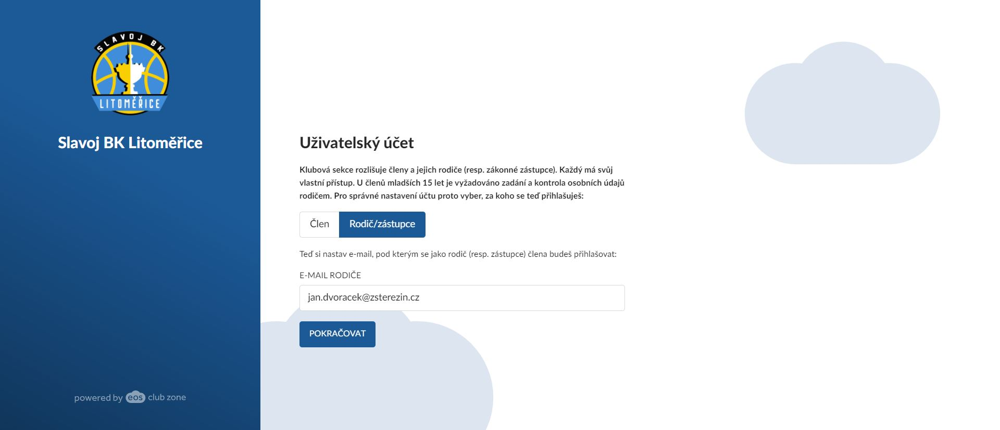 SLAVOJ BK
LITOMĚŘICE
Slavoj BK Litoměřice
Uživatelský účet
Klubová sekce rozlišuje členy a jejich rodiče (resp. zákonné zástupce). Každý má svůj
vlastní přístup. U členů mladších 15 let je vyžadováno zadání a kontrola osobních údajů
rodičem. Pro správné nastavení účtu proto vyber, za koho se teď přihlašuješ:
Člen
Rodič/zástupce
Teď si nastav e-mail, pod kterým se jako rodič (resp. zástupce) člena budeš přihlašovat:
E-MAIL RODIČE
jan.dvoracek@zsterezin.cz
POKRAČOVAT
powered by eos club zone